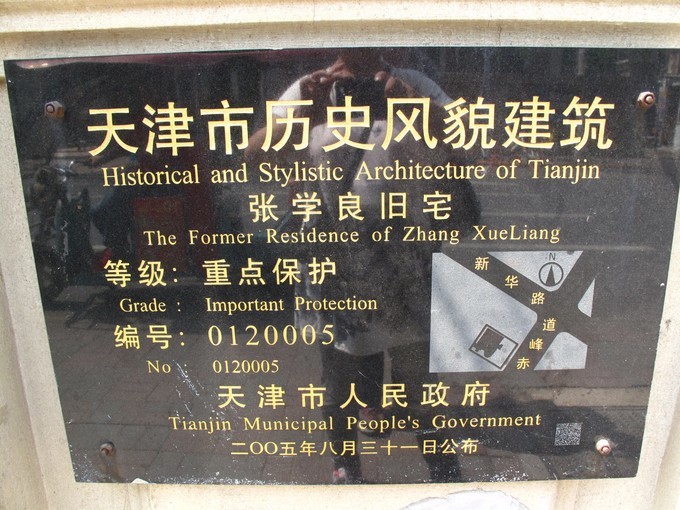 天津市历史风貌建筑
Historical and Stylistic Architecture of Tianjin
张学良旧宅
The Former Residence of Zhang XueLiang
等级：重点保护
Grade : Important Protection
编号：0120005
No : 0120005
N
新华路
赤峰道
天津市人民政府
Tianjin Municipal People's Government
二〇〇五年八月三十一日公布